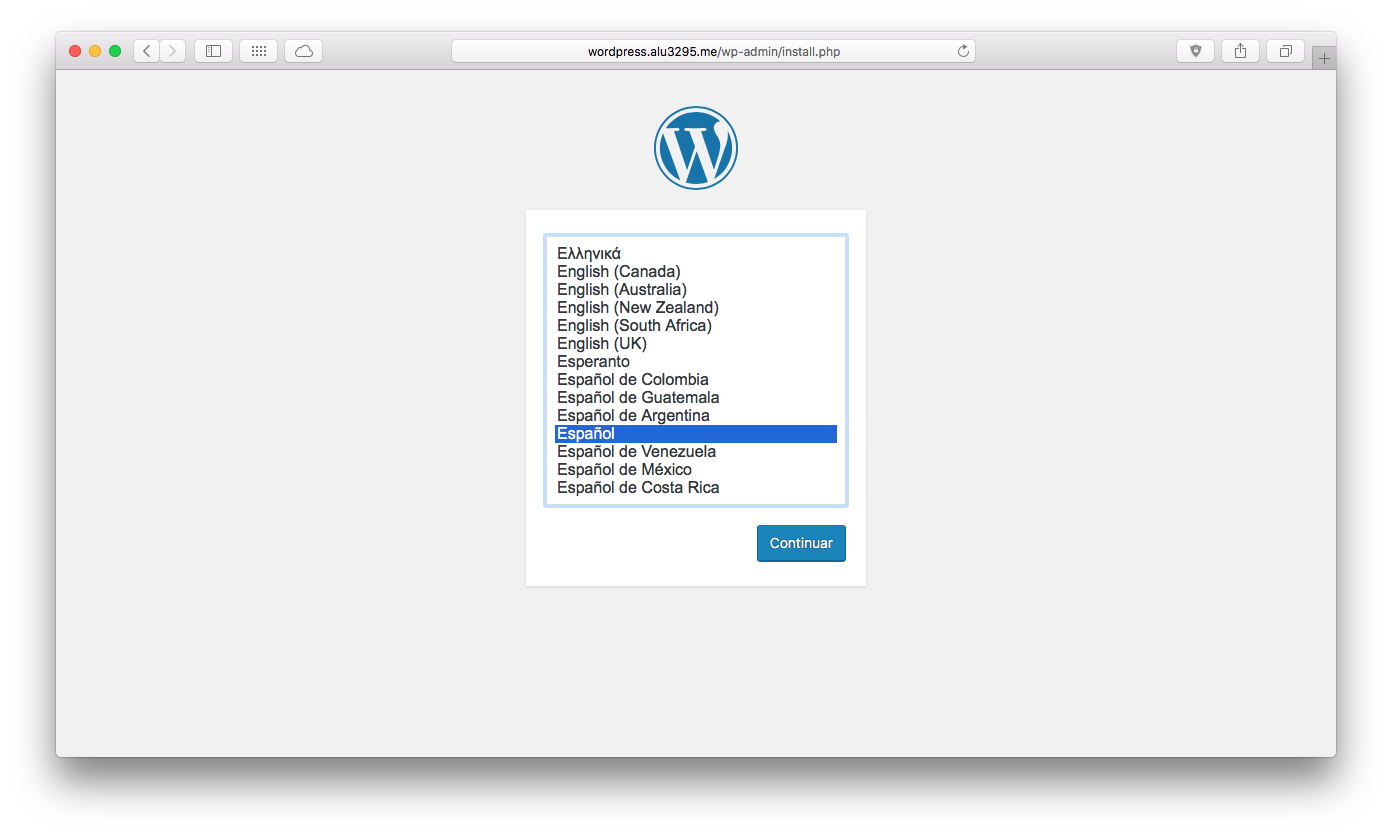 wordpress.alu3295.me/wp-admin/install.php
Ελληνικά
English (Canada)
English (Australia)
English (New Zealand)
English (South Africa)
English (UK)
Esperanto
Español de Colombia
Español de Guatemala
Español de Argentina
Español
Español de Venezuela
Español de México
Español de Costa Rica
Continuar